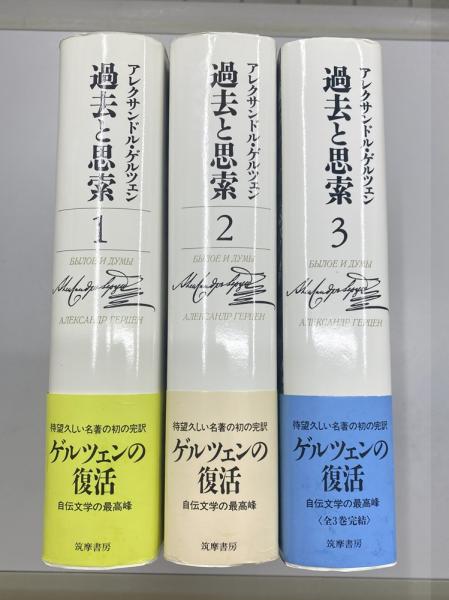 アレクサンドル・ゲルツェン
過去と思索
1
БЫЛОЕ И ДУМЫ
АЛЕКСАНДР ГЕРЦЕН
待望久しい名著の初の完訳
ゲルツェンの
復活
自伝文学の最高峰
筑摩書房
アレクサンドル・ゲルツェン
過去と思索
2
БЫЛОЕ И ДУМЫ
АЛЕКСАНДР ГЕРЦЕН
待望久しい名著の初の完訳
ゲルツェンの
復活
自伝文学の最高峰
筑摩書房
アレクサンドル・ゲルツェン
過去と思索
3
БЫЛОЕ И ДУМЫ
АЛЕКСАНДР ГЕРЦЕН
待望久しい名著の初の完訳
ゲルツェンの
復活
自伝文学の最高峰
〈全3巻完結〉
筑摩書房